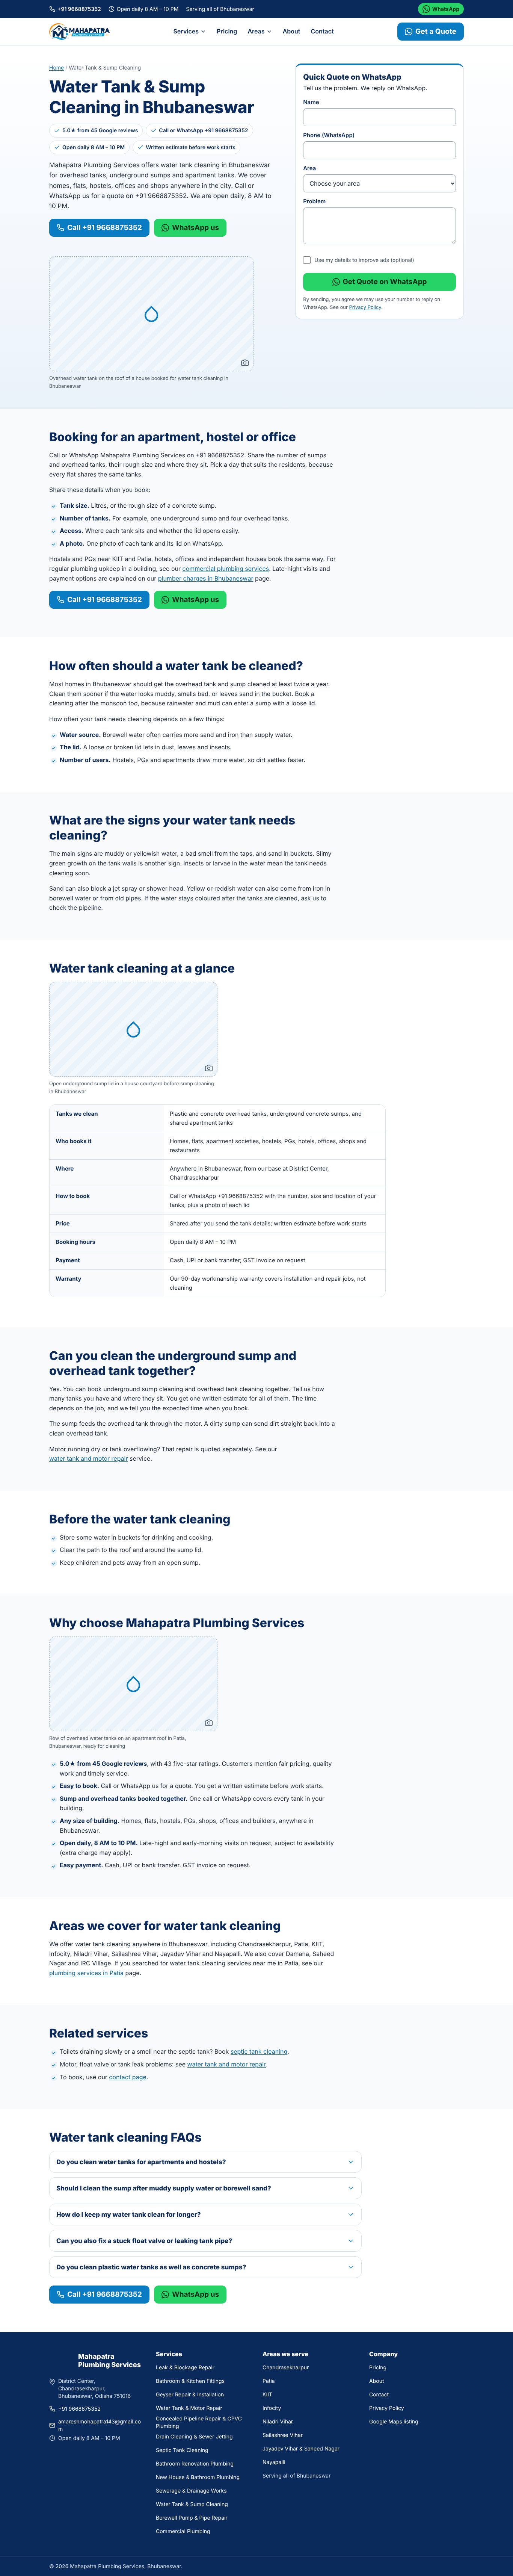 +91 9668875352 Open daily 8 AM – 10 PM Serving all of Bhubaneswar WhatsApp
MAHAPATRA Services Pricing Areas About Contact Get a Quote
Home / Water Tank & Sump Cleaning
Water Tank & Sump
Cleaning in Bhubaneswar
5.0★ from 45 Google reviews Call or WhatsApp +91 9668875352
Open daily 8 AM – 10 PM Written estimate before work starts
Mahapatra Plumbing Services offers water tank cleaning in Bhubaneswar
for overhead tanks, underground sumps and apartment tanks. We cover
homes, flats, hostels, offices and shops anywhere in the city. Call or
WhatsApp us for a quote on +91 9668875352. We are open daily, 8 AM to
10 PM.
Call +91 9668875352 WhatsApp us
Overhead water tank on the roof of a house booked for water tank cleaning in
Bhubaneswar
Quick Quote on WhatsApp
Tell us the problem. We reply on WhatsApp.
Name
Phone (WhatsApp)
Area
Choose your area
Problem
Use my details to improve ads (optional)
Get Quote on WhatsApp
By sending, you agree we may use your number to reply on
WhatsApp. See our Privacy Policy.
Booking for an apartment, hostel or office
Call or WhatsApp Mahapatra Plumbing Services on +91 9668875352. Share the number of sumps
and overhead tanks, their rough size and where they sit. Pick a day that suits the residents, because
every flat shares the same tanks.
Share these details when you book:
Tank size. Litres, or the rough size of a concrete sump.
Number of tanks. For example, one underground sump and four overhead tanks.
Access. Where each tank sits and whether the lid opens easily.
A photo. One photo of each tank and its lid on WhatsApp.
Hostels and PGs near KIIT and Patia, hotels, offices and independent houses book the same way. For
regular plumbing upkeep in a building, see our commercial plumbing services. Late-night visits and
payment options are explained on our plumber charges in Bhubaneswar page.
Call +91 9668875352 WhatsApp us
How often should a water tank be cleaned?
Most homes in Bhubaneswar should get the overhead tank and sump cleaned at least twice a year.
Clean them sooner if the water looks muddy, smells bad, or leaves sand in the bucket. Book a
cleaning after the monsoon too, because rainwater and mud can enter a sump with a loose lid.
How often your tank needs cleaning depends on a few things:
Water source. Borewell water often carries more sand and iron than supply water.
The lid. A loose or broken lid lets in dust, leaves and insects.
Number of users. Hostels, PGs and apartments draw more water, so dirt settles faster.
What are the signs your water tank needs
cleaning?
The main signs are muddy or yellowish water, a bad smell from the taps, and sand in buckets. Slimy
green growth on the tank walls is another sign. Insects or larvae in the water mean the tank needs
cleaning soon.
Sand can also block a jet spray or shower head. Yellow or reddish water can also come from iron in
borewell water or from old pipes. If the water stays coloured after the tanks are cleaned, ask us to
check the pipeline.
Water tank cleaning at a glance
Open underground sump lid in a house courtyard before sump cleaning
in Bhubaneswar
Tanks we clean Plastic and concrete overhead tanks, underground concrete sumps, and
shared apartment tanks
Who books it Homes, flats, apartment societies, hostels, PGs, hotels, offices, shops and
restaurants
Where Anywhere in Bhubaneswar, from our base at District Center,
Chandrasekharpur
How to book Call or WhatsApp +91 9668875352 with the number, size and location of your
tanks, plus a photo of each lid
Price Shared after you send the tank details; written estimate before work starts
Booking hours Open daily 8 AM – 10 PM
Payment Cash, UPI or bank transfer; GST invoice on request
Warranty Our 90-day workmanship warranty covers installation and repair jobs, not
cleaning
Can you clean the underground sump and
overhead tank together?
Yes. You can book underground sump cleaning and overhead tank cleaning together. Tell us how
many tanks you have and where they sit. You get one written estimate for all of them. The time
depends on the job, and we tell you the expected time when you book.
The sump feeds the overhead tank through the motor. A dirty sump can send dirt straight back into a
clean overhead tank.
Motor running dry or tank overflowing? That repair is quoted separately. See our
water tank and motor repair service.
Before the water tank cleaning
Store some water in buckets for drinking and cooking.
Clear the path to the roof and around the sump lid.
Keep children and pets away from an open sump.
Why choose Mahapatra Plumbing Services
Row of overhead water tanks on an apartment roof in Patia,
Bhubaneswar, ready for cleaning
5.0★ from 45 Google reviews, with 43 five-star ratings. Customers mention fair pricing, quality
work and timely service.
Easy to book. Call or WhatsApp us for a quote. You get a written estimate before work starts.
Sump and overhead tanks booked together. One call or WhatsApp covers every tank in your
building.
Any size of building. Homes, flats, hostels, PGs, shops, offices and builders, anywhere in
Bhubaneswar.
Open daily, 8 AM to 10 PM. Late-night and early-morning visits on request, subject to availability
(extra charge may apply).
Easy payment. Cash, UPI or bank transfer. GST invoice on request.
Areas we cover for water tank cleaning
We offer water tank cleaning anywhere in Bhubaneswar, including Chandrasekharpur, Patia, KIIT,
Infocity, Niladri Vihar, Sailashree Vihar, Jayadev Vihar and Nayapalli. We also cover Damana, Saheed
Nagar and IRC Village. If you searched for water tank cleaning services near me in Patia, see our
plumbing services in Patia page.
Related services
Toilets draining slowly or a smell near the septic tank? Book septic tank cleaning.
Motor, float valve or tank leak problems: see water tank and motor repair.
To book, use our contact page.
Water tank cleaning FAQs
Do you clean water tanks for apartments and hostels?
Should I clean the sump after muddy supply water or borewell sand?
How do I keep my water tank clean for longer?
Can you also fix a stuck float valve or leaking tank pipe?
Do you clean plastic water tanks as well as concrete sumps?
Call +91 9668875352 WhatsApp us
Mahapatra
Plumbing Services
District Center,
Chandrasekharpur,
Bhubaneswar, Odisha 751016
+91 9668875352
amareshmohapatra143@gmail.co
m
Open daily 8 AM – 10 PM
Services
Leak & Blockage Repair
Bathroom & Kitchen Fittings
Geyser Repair & Installation
Water Tank & Motor Repair
Concealed Pipeline Repair & CPVC
Plumbing
Drain Cleaning & Sewer Jetting
Septic Tank Cleaning
Bathroom Renovation Plumbing
New House & Bathroom Plumbing
Sewerage & Drainage Works
Water Tank & Sump Cleaning
Borewell Pump & Pipe Repair
Commercial Plumbing
Areas we serve
Chandrasekharpur
Patia
KIIT
Infocity
Niladri Vihar
Sailashree Vihar
Jayadev Vihar & Saheed Nagar
Nayapalli
Serving all of Bhubaneswar
Company
Pricing
About
Contact
Privacy Policy
Google Maps listing
© 2026 Mahapatra Plumbing Services, Bhubaneswar.